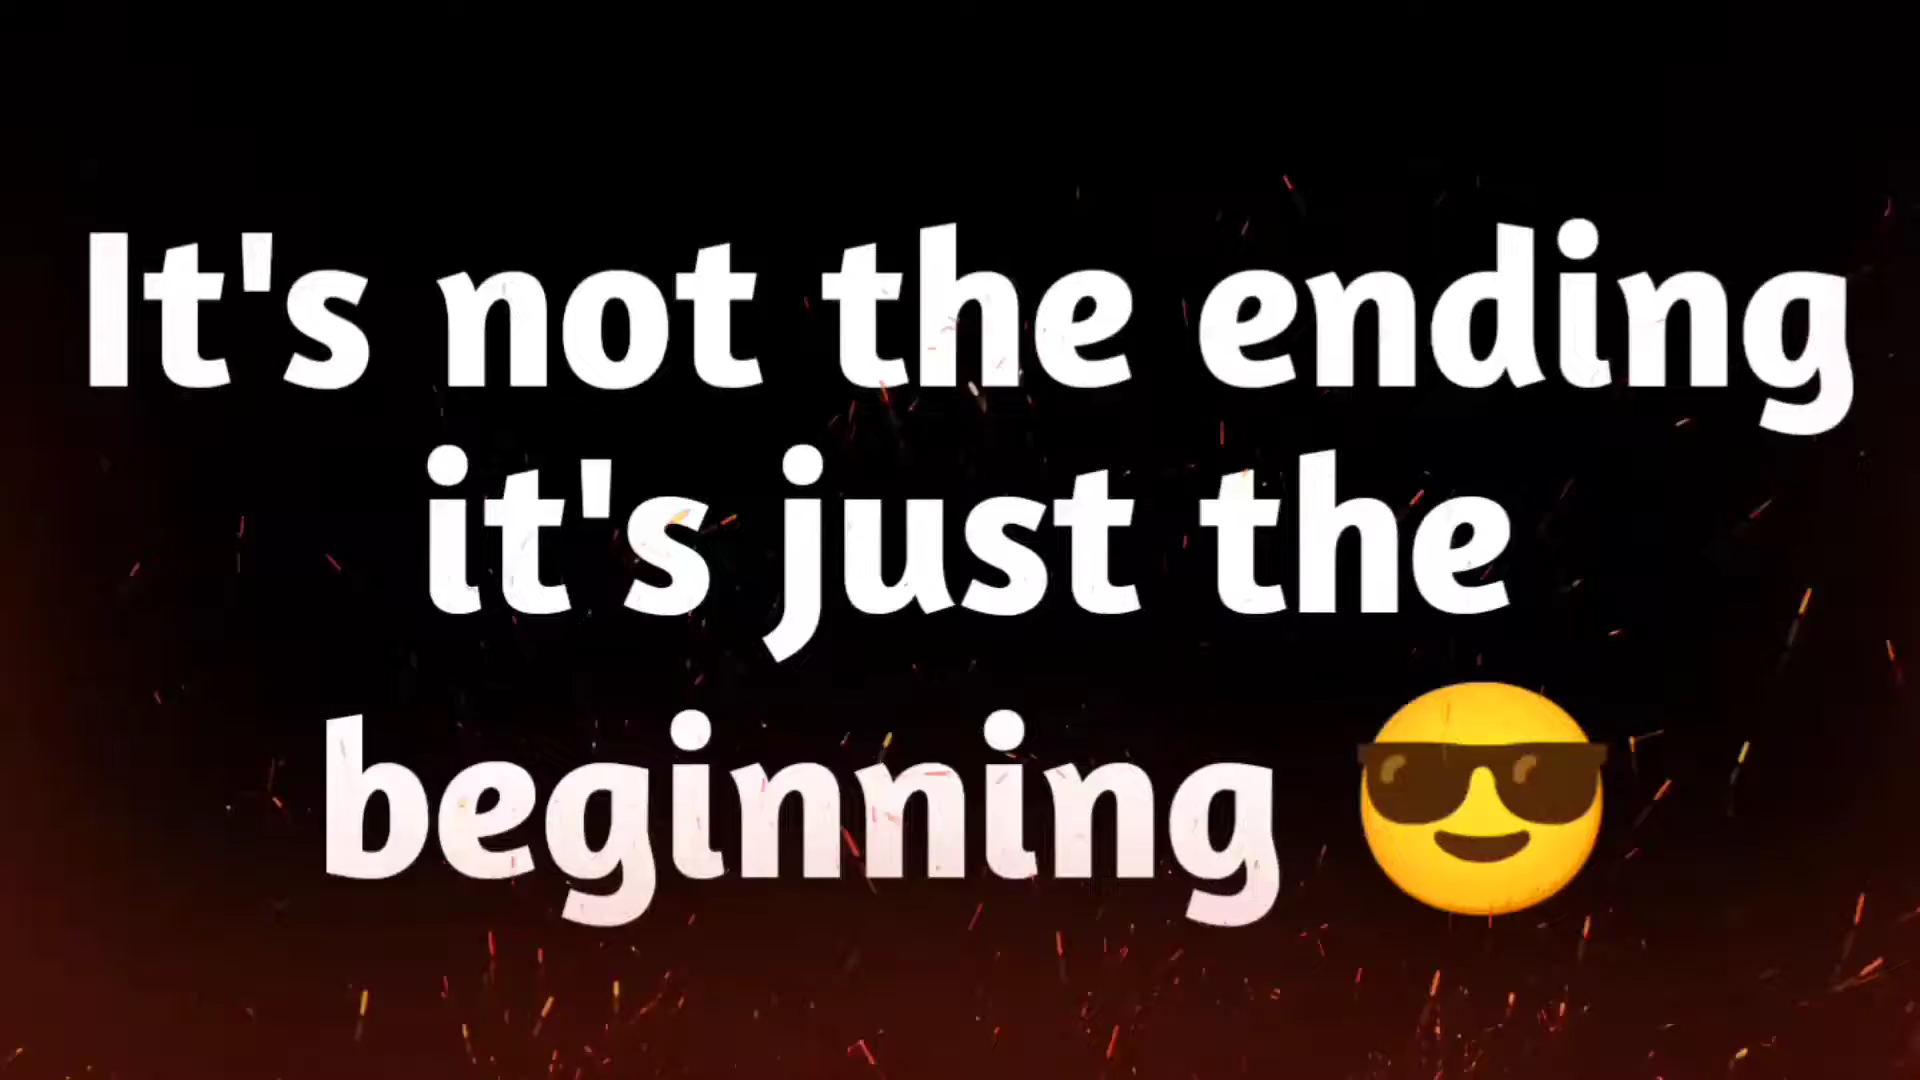 It's not the ending
it's just the
beginning 😎